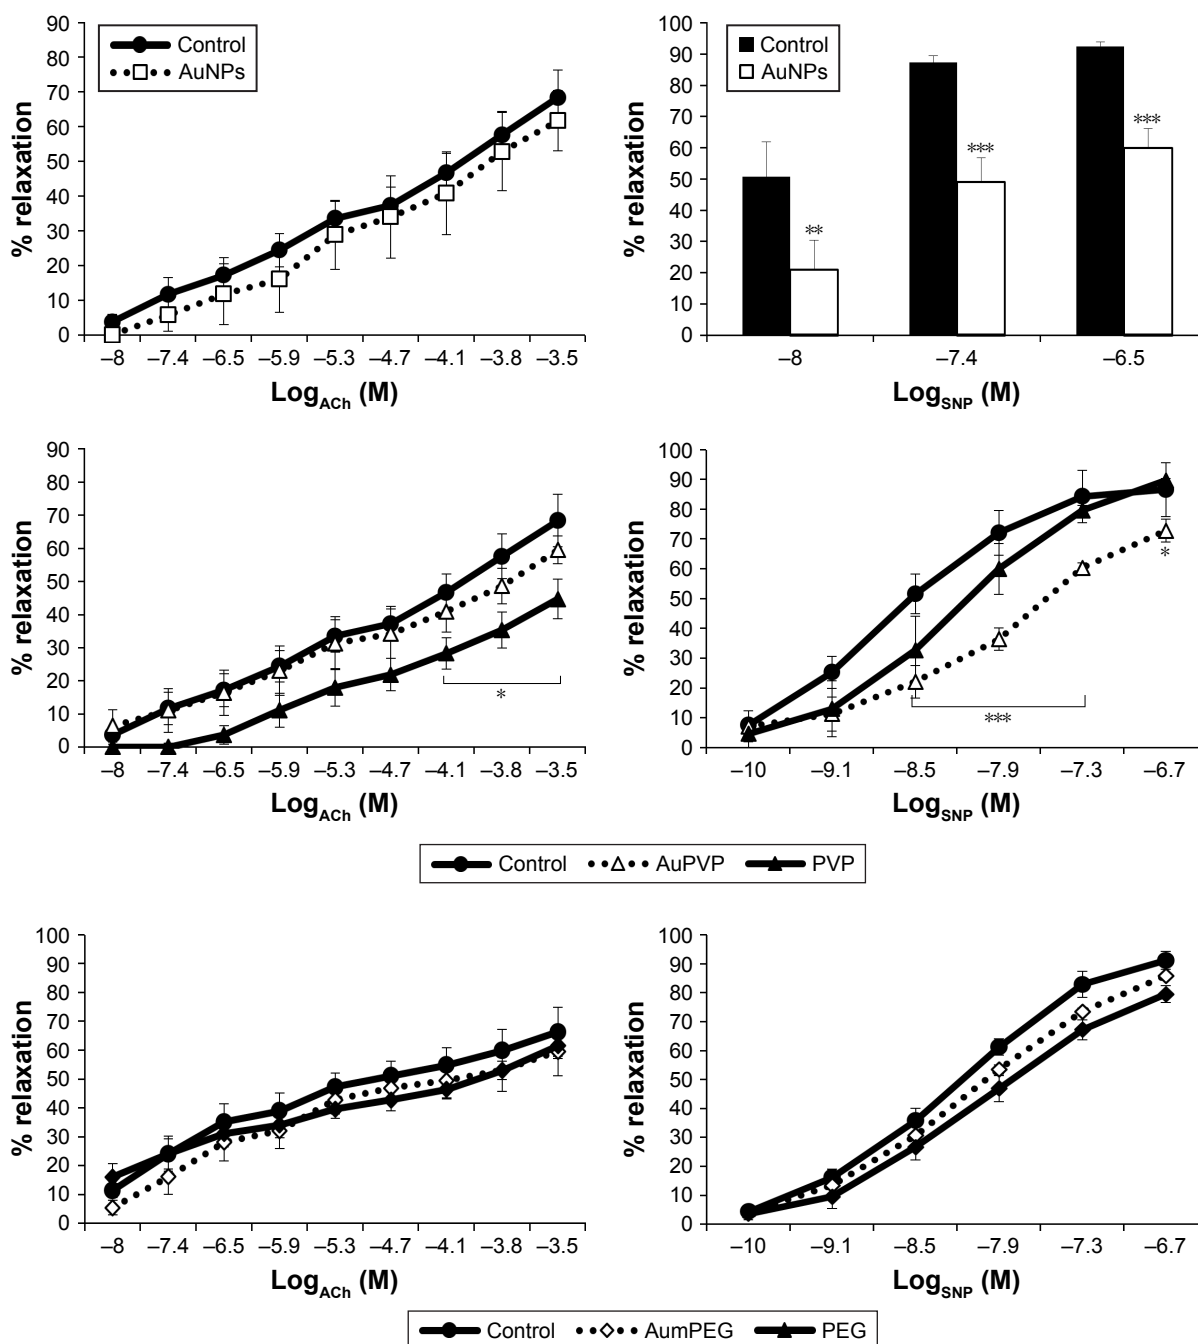 90
80
70
60
50
40
30
20
10
0
% relaxation
Control
AuNPs
–8 –7.4 –6.5 –5.9 –5.3 –4.7 –4.1 –3.8 –3.5
LogACh (M)
100
90
80
70
60
50
40
30
20
10
0
% relaxation
Control
AuNPs
**
***
***
–8 –7.4 –6.5
LogSNP (M)
90
80
70
60
50
40
30
20
10
0
% relaxation
*
–8 –7.4 –6.5 –5.9 –5.3 –4.7 –4.1 –3.8 –3.5
LogACh (M)
100
90
80
70
60
50
40
30
20
10
0
% relaxation
***
*
–10 –9.1 –8.5 –7.9 –7.3 –6.7
LogSNP (M)
Control AuPVP PVP
100
90
80
70
60
50
40
30
20
10
0
% relaxation
–8 –7.4 –6.5 –5.9 –5.3 –4.7 –4.1 –3.8 –3.5
LogACh (M)
100
90
80
70
60
50
40
30
20
10
0
% relaxation
–10 –9.1 –8.5 –7.9 –7.3 –6.7
LogSNP (M)
Control AumPEG PEG